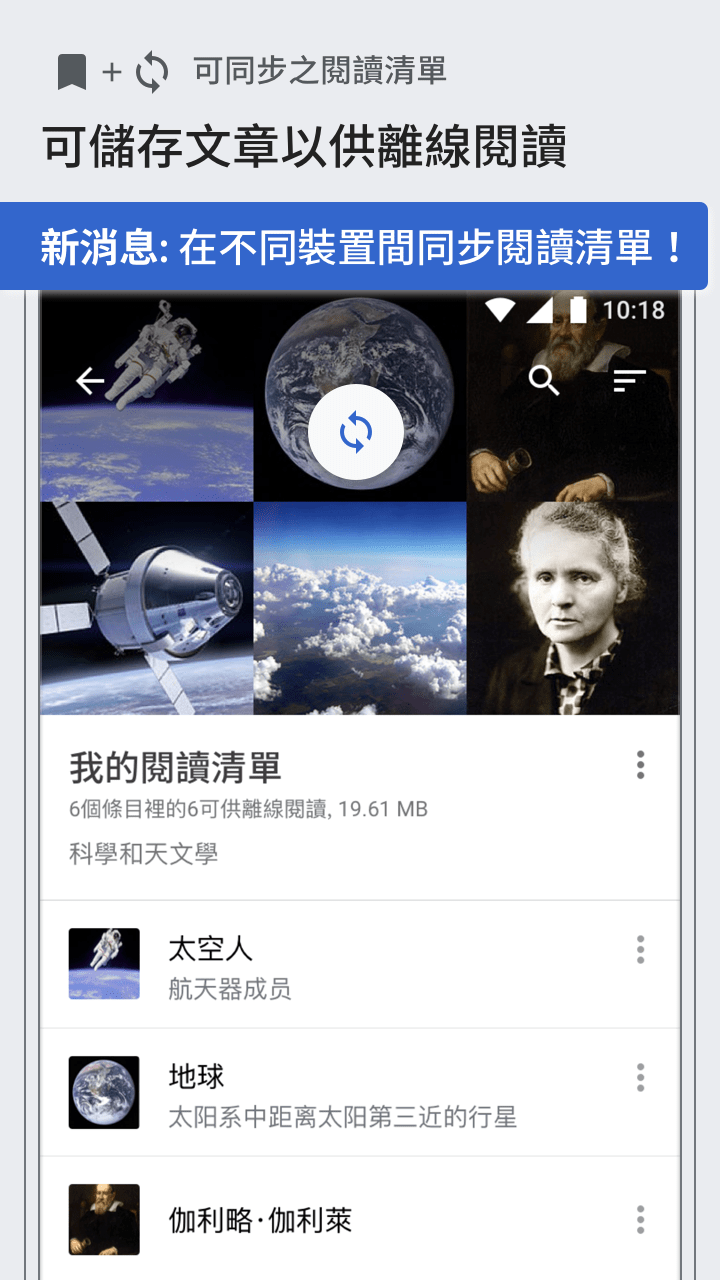 可同步之閱讀清單
可儲存文章以供離線閱讀
新消息: 在不同裝置間同步閱讀清單！
10:18
我的閱讀清單
6個條目裡的6可供離線閱讀, 19.61 MB
科學和天文學
太空人
航天器成员
地球
太阳系中距离太阳第三近的行星
伽利略·伽利萊